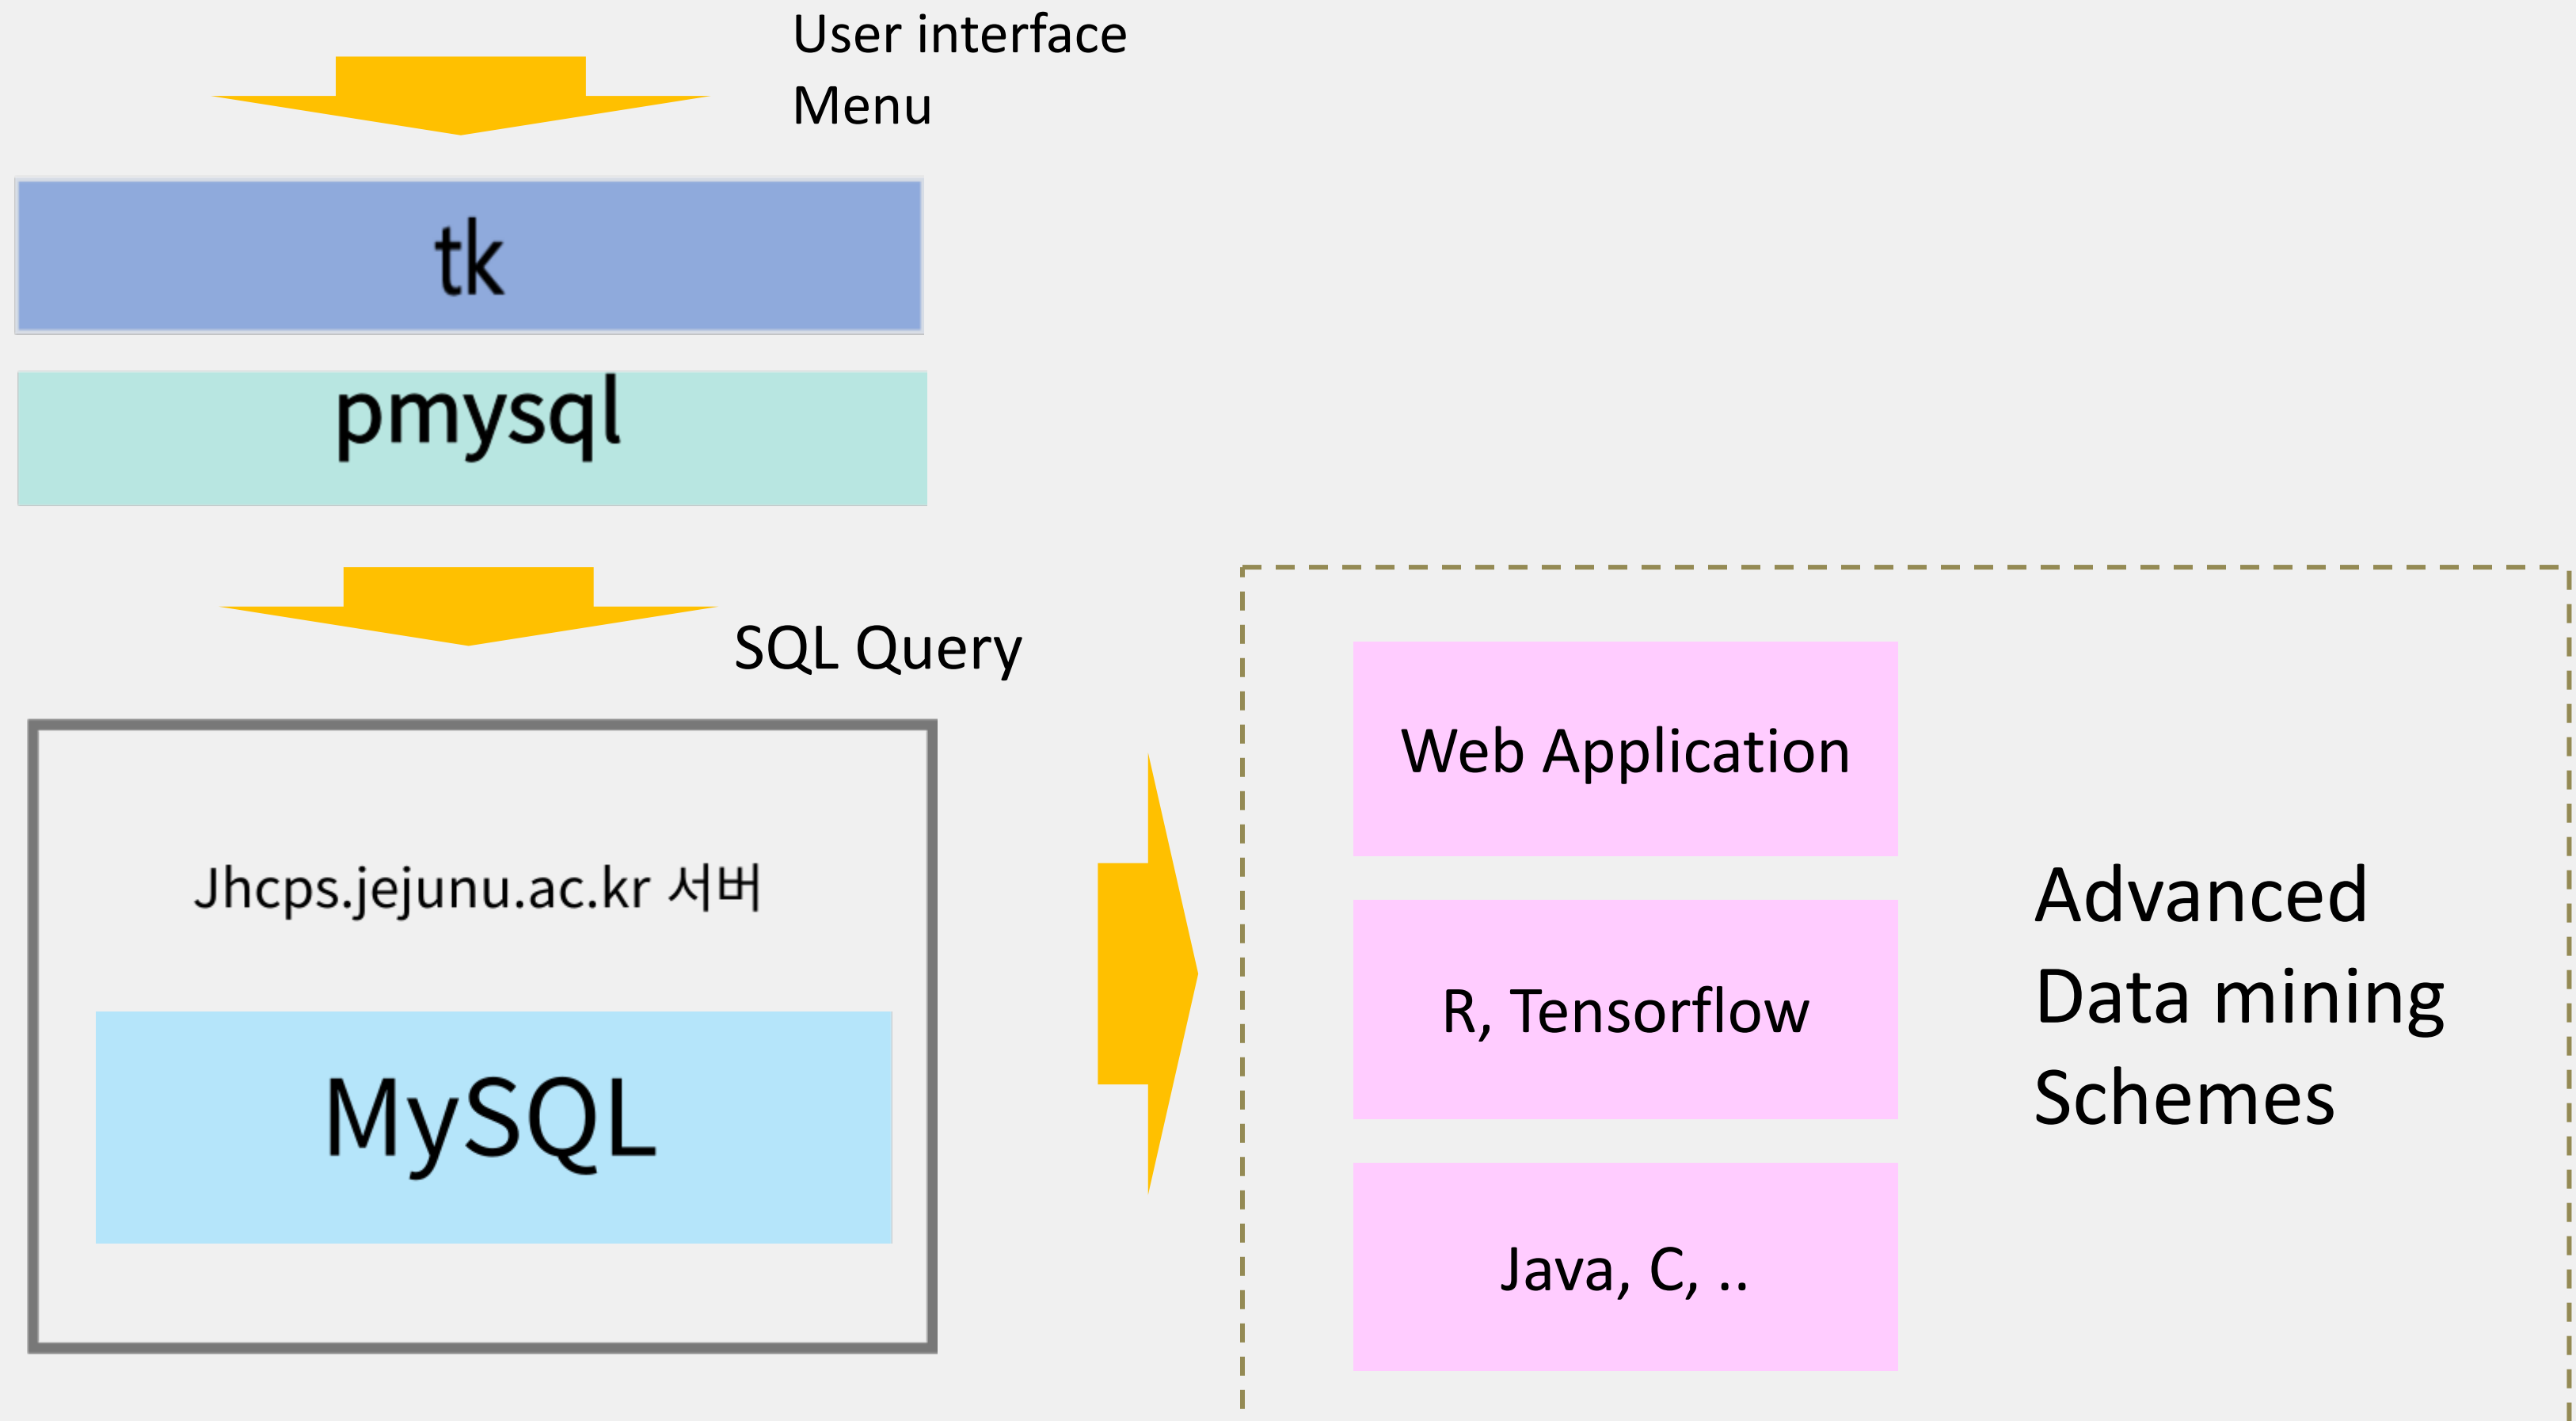 User interface
Menu
tk
pmysql
SQL Query
Jhcps.jejunu.ac.kr 서버
MySQL
Web Application
R, Tensorflow
Java, C, ..
Advanced
Data mining
Schemes